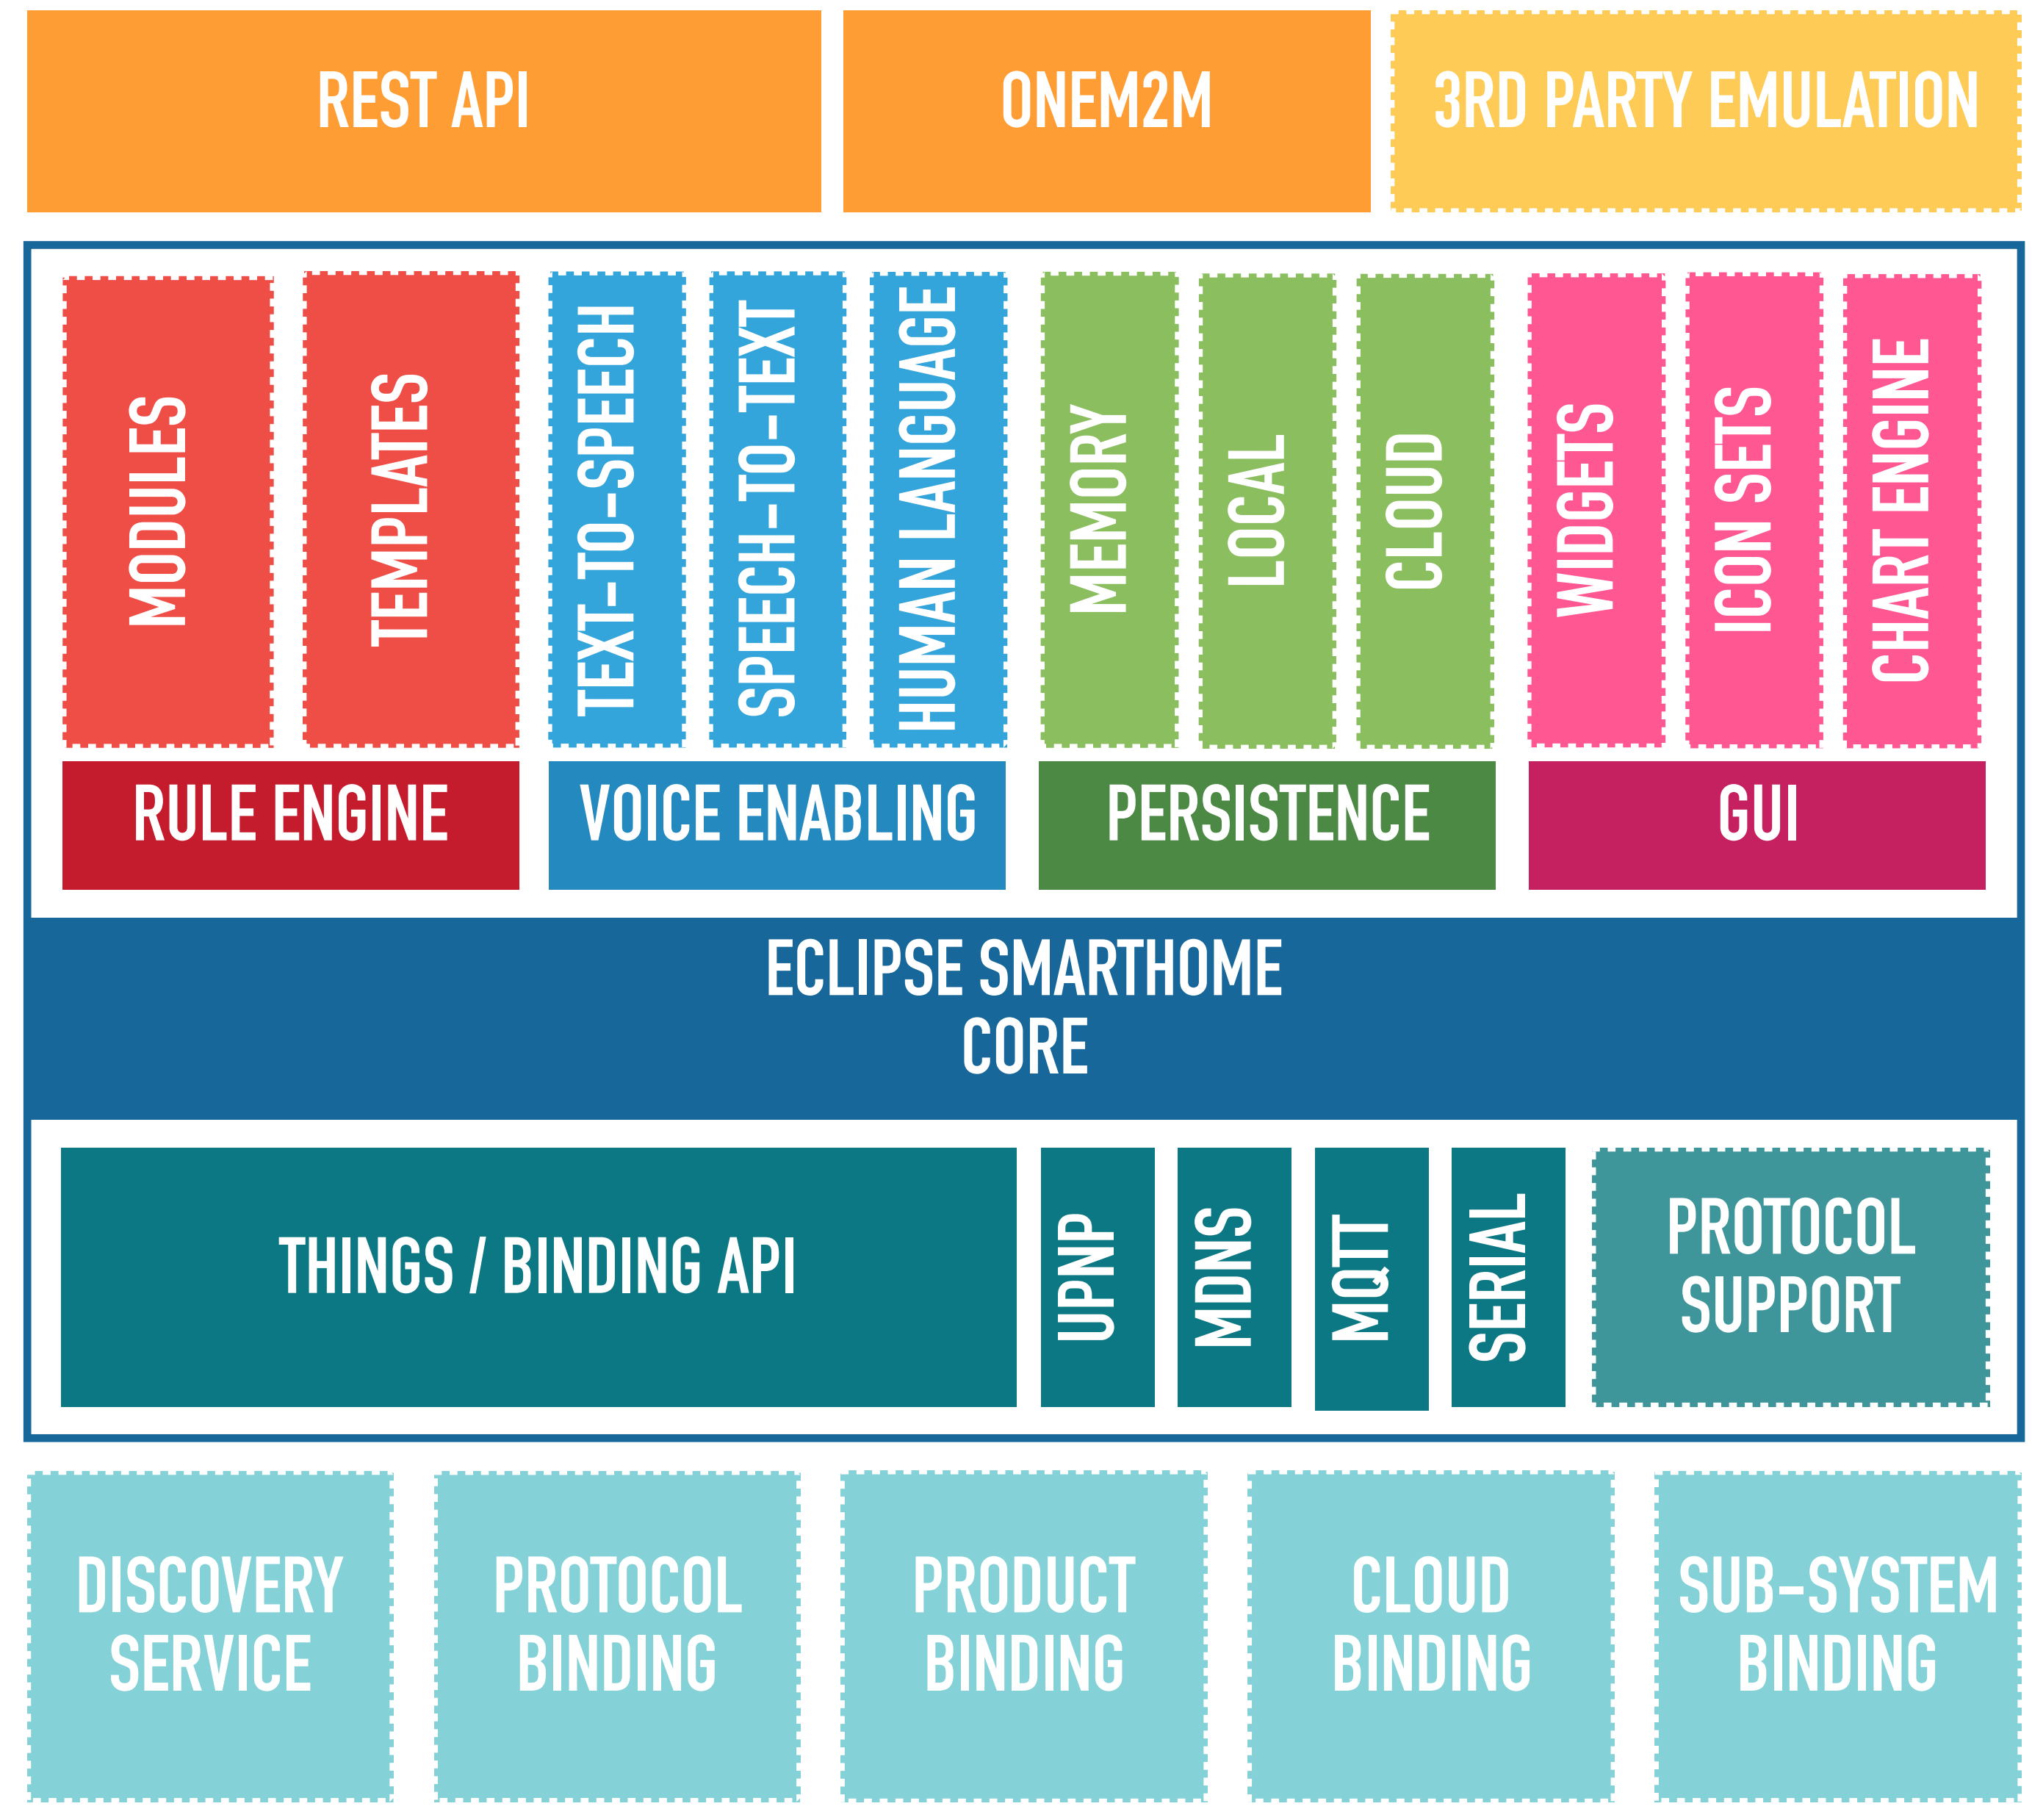 REST API
ONEM2M
3RD PARTY EMULATION
MODULES
TEMPLATES
TEXT-TO-SPEECH
SPEECH-TO-TEXT
HUMAN LANGUAGE
MEMORY
LOCAL
CLOUD
WIDGETS
ICON SETS
CHART ENGINE
RULE ENGINE
VOICE ENABLING
PERSISTENCE
GUI
ECLIPSE SMARTHOME
CORE
THINGS / BINDING API
UPNP
MDNS
MQTT
SERIAL
PROTOCOL
SUPPORT
DISCOVERY
SERVICE
PROTOCOL
BINDING
PRODUCT
BINDING
CLOUD
BINDING
SUB-SYSTEM
BINDING